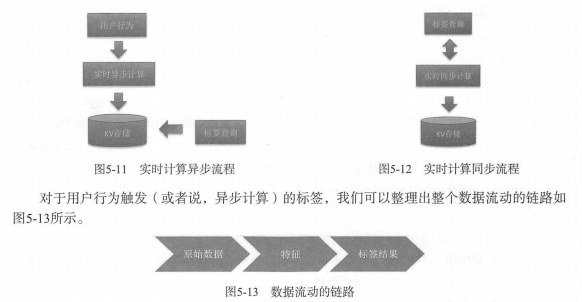 用户行为
标签查询
实时异步计算
实时同步计算
KV存储
标签查询
KV存储
图5-11 实时计算异步流程
图5-12 实时计算同步流程
对于用户行为触发（或者说，异步计算）的标签，我们可以整理出整个数据流动的链路如
图5-13所示。
原始数据
特征
标签结果
图5-13 数据流动的链路